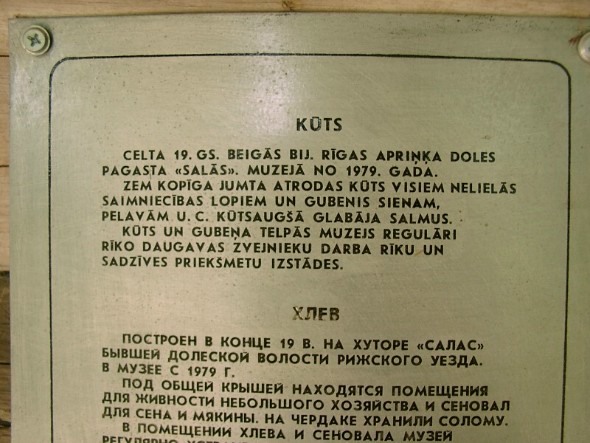 KŪTS
CELTA 19. GS. BEIGĀS BIJ. RĪGAS APRIŅĶA DOLES
PAGASTA «SALĀS». MUZEJĀ NO 1979. GADA.
ZEM KOPĪGA JUMTA ATRODAS KŪTS VISIEM NELIELĀS
SAIMNIECĪBAS LOPIEM UN GUBENIS SIENAM,
PELAVĀM U. C. KŪTSAUGŠĀ GLABĀJA SALMUS.
KŪTS UN GUBEŅA TELPĀS MUZEJS REGULĀRI
RĪKO DAUGAVAS ZVEJNIEKU DARBA RĪKU UN
SADZĪVES PRIEKŠMETU IZSTĀDES.
ХЛЕВ
ПОСТРОЕН В КОНЦЕ 19 В. НА ХУТОРЕ «САЛАС»
БЫВШЕЙ ДОЛЕСКОЙ ВОЛОСТИ РИЖСКОГО УЕЗДА.
В МУЗЕЕ С 1979 Г.
ПОД ОБЩЕЙ КРЫШЕЙ НАХОДЯТСЯ ПОМЕЩЕНИЯ
ДЛЯ ЖИВНОСТИ НЕБОЛЬШОГО ХОЗЯЙСТВА И СЕНОВАЛ
ДЛЯ СЕНА И МЯКИНЫ. НА ЧЕРДАКЕ ХРАНИЛИ СОЛОМУ.
В ПОМЕЩЕНИИ ХЛЕВА И СЕНОВАЛА МУЗЕЙ